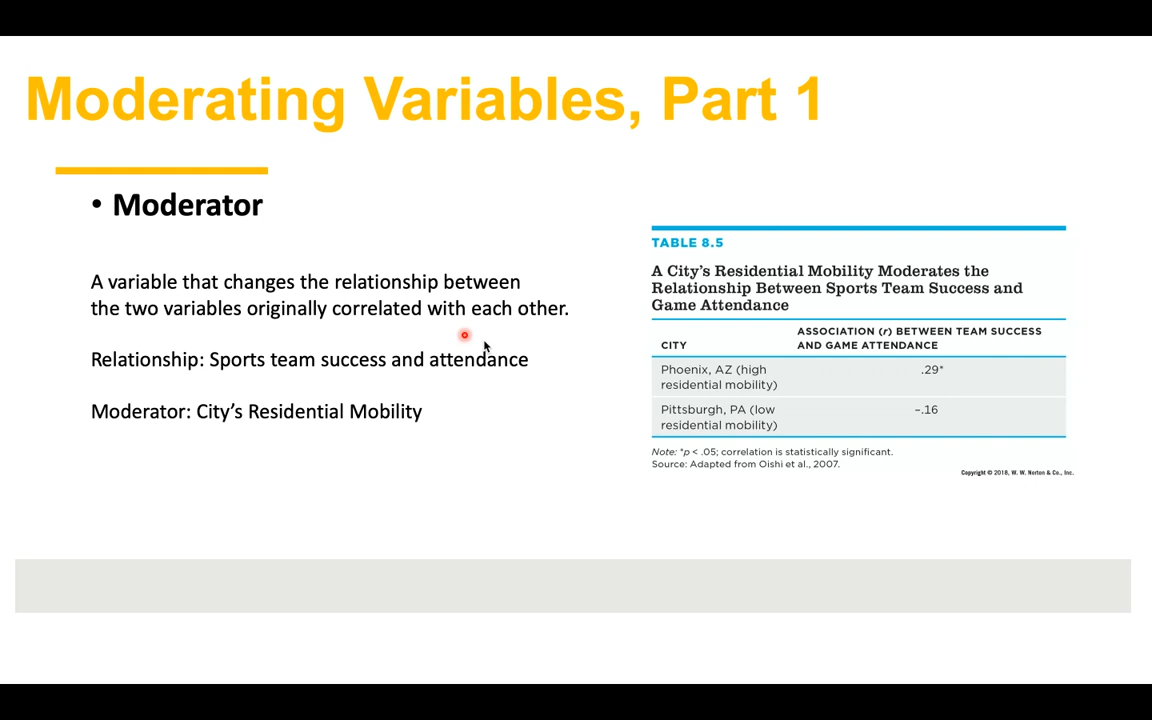 Moderating Variables, Part 1
• Moderator
A variable that changes the relationship between
the two variables originally correlated with each other.
Relationship: Sports team success and attendance
Moderator: City’s Residential Mobility
TABLE 8.5
A City’s Residential Mobility Moderates the
Relationship Between Sports Team Success and
Game Attendance
CITY
ASSOCIATION (r) BETWEEN TEAM SUCCESS
AND GAME ATTENDANCE
Phoenix, AZ (high
residential mobility)
.29*
Pittsburgh, PA (low
residential mobility)
–.16
Note: *p < .05; correlation is statistically significant.
Source: Adapted from Oishi et al., 2007.
Copyright © 2018, W. W. Norton & Co., Inc.